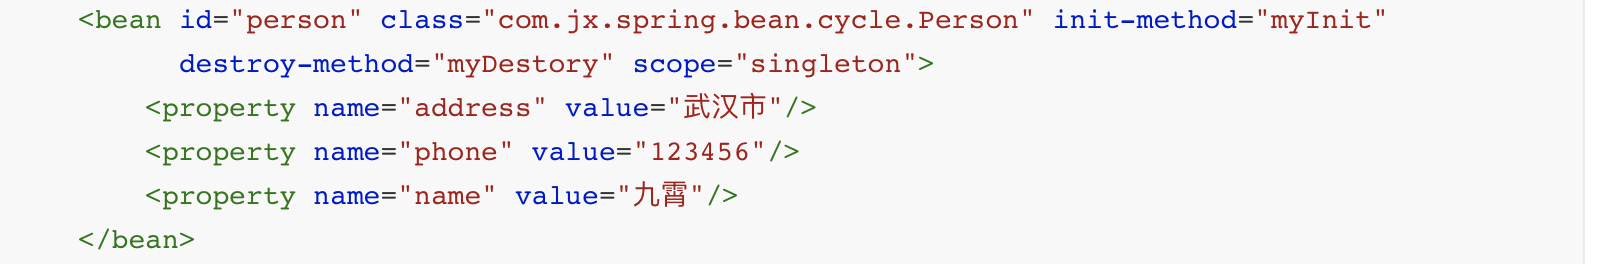 <bean id="person" class="com.jx.spring.bean.cycle.Person" init-method="myInit"
destroy-method="myDestory" scope="singleton">
<property name="address" value="武汉市"/>
<property name="phone" value="123456"/>
<property name="name" value="九霄"/>
</bean>